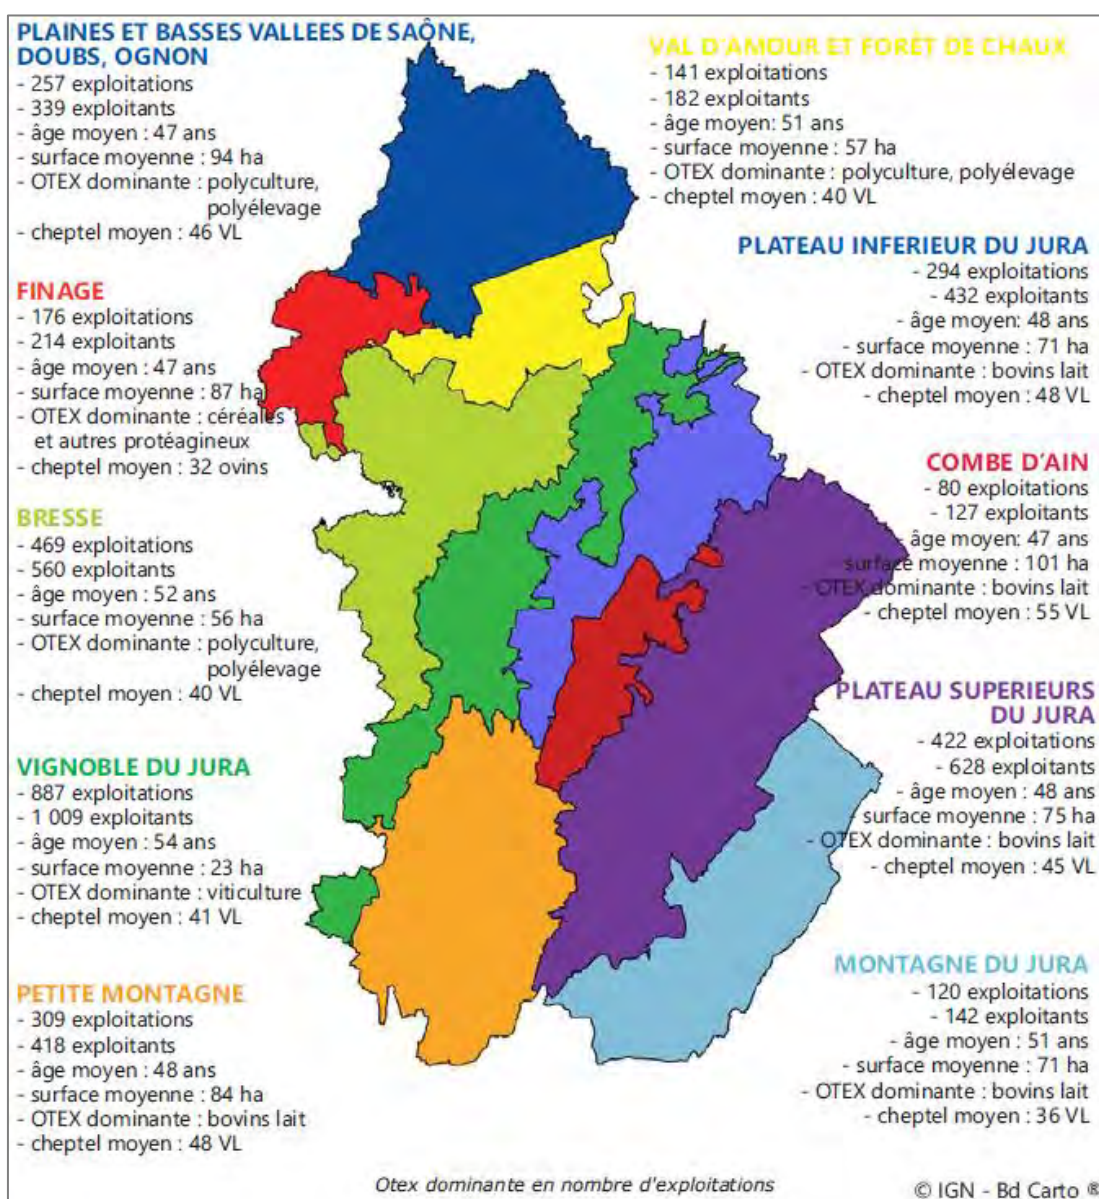 PLAINES ET BASSES VALLEES DE SAÔNE,
DOUBS, OGNON
- 257 exploitations
- 339 exploitants
- âge moyen : 47 ans
- surface moyenne : 94 ha
- OTEX dominante : polyculture,
polyélevage
- cheptel moyen : 46 VL
FINAGE
- 176 exploitations
- 214 exploitants
- âge moyen : 47 ans
- surface moyenne : 87 ha
- OTEX dominante : céréales
et autres protéagineux
- cheptel moyen : 32 ovins
BRESSE
- 469 exploitations
- 560 exploitants
- âge moyen : 52 ans
- surface moyenne : 56 ha
- OTEX dominante : polyculture,
polyélevage
- cheptel moyen : 40 VL
VIGNOBLE DU JURA
- 887 exploitations
- 1 009 exploitants
- âge moyen : 54 ans
- surface moyenne : 23 ha
- OTEX dominante : viticulture
- cheptel moyen : 41 VL
PETITE MONTAGNE
- 309 exploitations
- 418 exploitants
- âge moyen : 48 ans
- surface moyenne : 84 ha
- OTEX dominante : bovins lait
- cheptel moyen : 48 VL
VAL D'AMOUR ET FORÊT DE CHAUX
- 141 exploitations
- 182 exploitants
- âge moyen: 51 ans
- surface moyenne : 57 ha
- OTEX dominante : polyculture, polyélevage
- cheptel moyen : 40 VL
PLATEAU INFERIEUR DU JURA
- 294 exploitations
- 432 exploitants
- âge moyen: 48 ans
- surface moyenne : 71 ha
- OTEX dominante : bovins lait
- cheptel moyen : 48 VL
COMBE D'AIN
- 80 exploitations
- 127 exploitants
- âge moyen: 47 ans
surface moyenne : 101 ha
- OTEX dominante : bovins lait
- cheptel moyen : 55 VL
PLATEAU SUPERIEURS
DU JURA
- 422 exploitations
- 628 exploitants
- âge moyen : 48 ans
- surface moyenne : 75 ha
- OTEX dominante : bovins lait
- cheptel moyen : 45 VL
MONTAGNE DU JURA
- 120 exploitations
- 142 exploitants
- âge moyen : 51 ans
- surface moyenne : 71 ha
- OTEX dominante : bovins lait
- cheptel moyen : 36 VL
Otex dominante en nombre d'exploitations
© IGN - Bd Carto ®